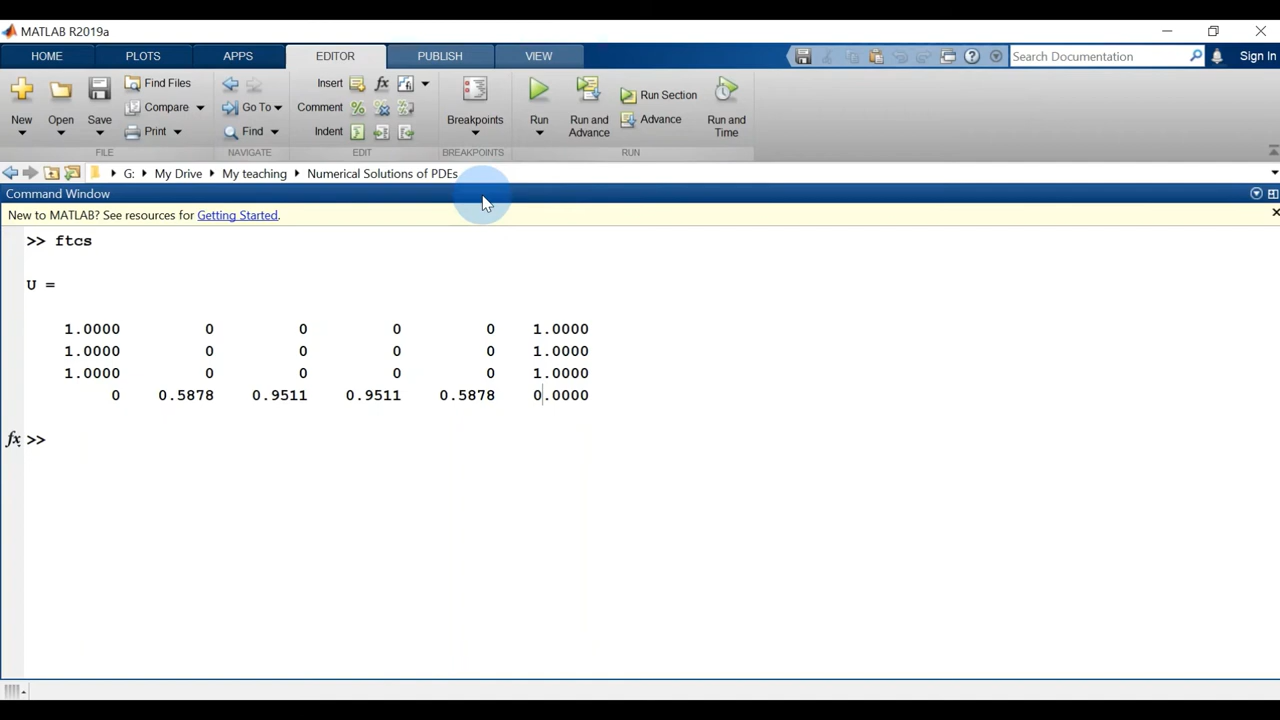 MATLAB R2019a
HOME PLOTS APPS EDITOR PUBLISH VIEW Search Documentation Sign In
New Open Save Find Files Compare Print
Go To Find
Insert Comment Indent fx
Breakpoints
Run Run and Advance Run Section Advance Run and Time
FILE NAVIGATE EDIT BREAKPOINTS RUN
G: My Drive My teaching Numerical Solutions of PDEs
Command Window
New to MATLAB? See resources for Getting Started.
>> ftcs
U =
1.0000 0 0 0 0 1.0000
1.0000 0 0 0 0 1.0000
1.0000 0 0 0 0 1.0000
0 0.5878 0.9511 0.9511 0.5878 0.0000
fx >>